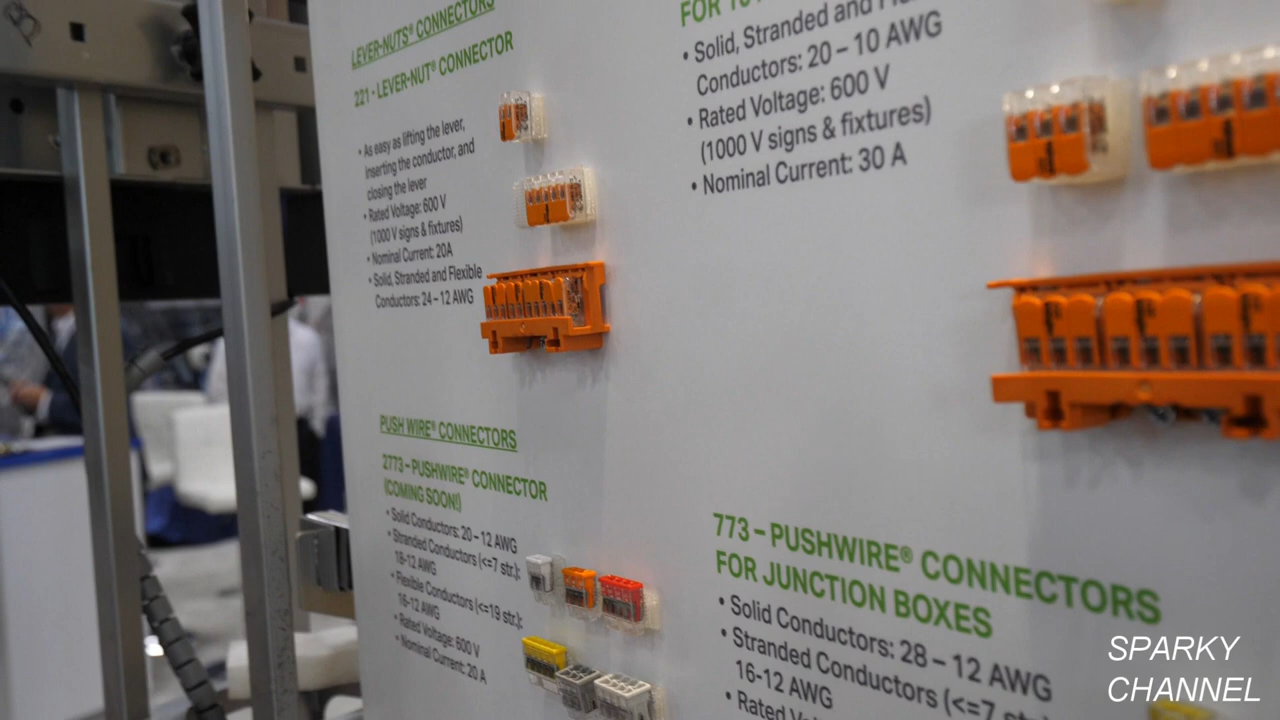 LEVER-NUTS® CONNECTORS
221 - LEVER-NUT® CONNECTOR
• As easy as lifting the lever,
inserting the conductor, and
closing the lever
• Rated Voltage: 600 V
(1000 V signs & fixtures)
• Nominal Current: 20A
• Solid, Stranded and Flexible
Conductors: 24 – 12 AWG
PUSH WIRE® CONNECTORS
2773 – PUSHWIRE® CONNECTOR
(COMING SOON!)
• Solid Conductors: 20 – 12 AWG
• Stranded Conductors (<=7 str.):
18-12 AWG
• Flexible Conductors (<=19 str.):
16-12 AWG
• Rated Voltage: 600 V
• Nominal Current: 20 A
FOR
• Solid, Stranded and
Conductors: 20 – 10 AWG
• Rated Voltage: 600 V
(1000 V signs & fixtures)
• Nominal Current: 30 A
773 – PUSHWIRE® CONNECTORS
FOR JUNCTION BOXES
• Solid Conductors: 28 – 12 AWG
• Stranded Conductors (<=7 str.
16-12 AWG
• Rated
SPARKY
CHANNEL